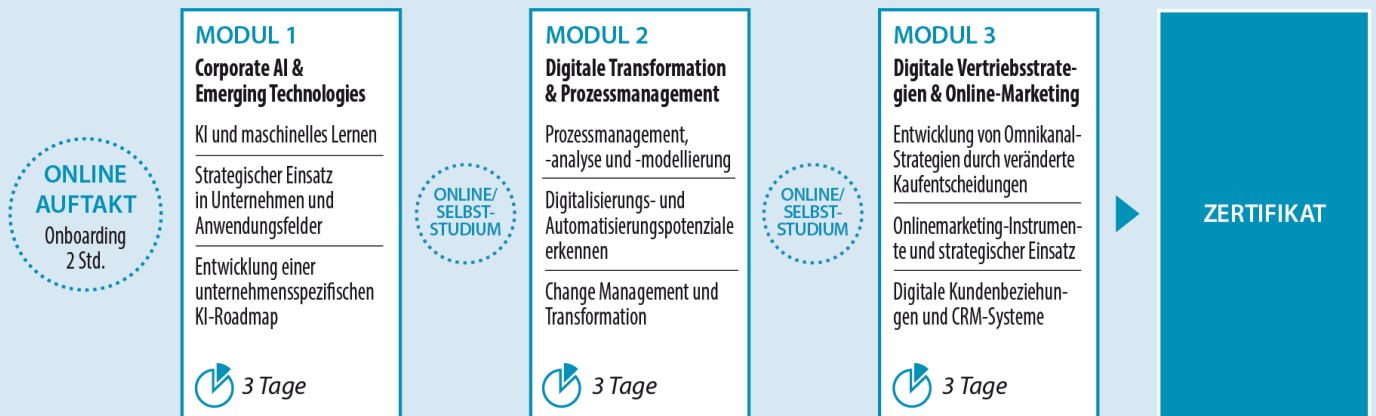 ONLINE
AUFTAKT
Onboarding
2 Std.
MODUL 1
Corporate AI &
Emerging Technologies
KI und maschinelles Lernen
Strategischer Einsatz
in Unternehmen und
Anwendungsfelder
Entwicklung einer
unternehmensspezifischen
KI-Roadmap
3 Tage
ONLINE/
SELBST-
STUDIUM
MODUL 2
Digitale Transformation
& Prozessmanagement
Prozessmanagement,
-analyse und -modellierung
Digitalisierungs- und
Automatisierungspotenziale
erkennen
Change Management und
Transformation
3 Tage
ONLINE/
SELBST-
STUDIUM
MODUL 3
Digitale Vertriebsstrate-
gien & Online-Marketing
Entwicklung von Omnikanal-
Strategien durch veränderte
Kaufentscheidungen
Onlinemarketing-Instrumen-
te und strategischer Einsatz
Digitale Kundenbeziehun-
gen und CRM-Systeme
3 Tage
ZERTIFIKAT